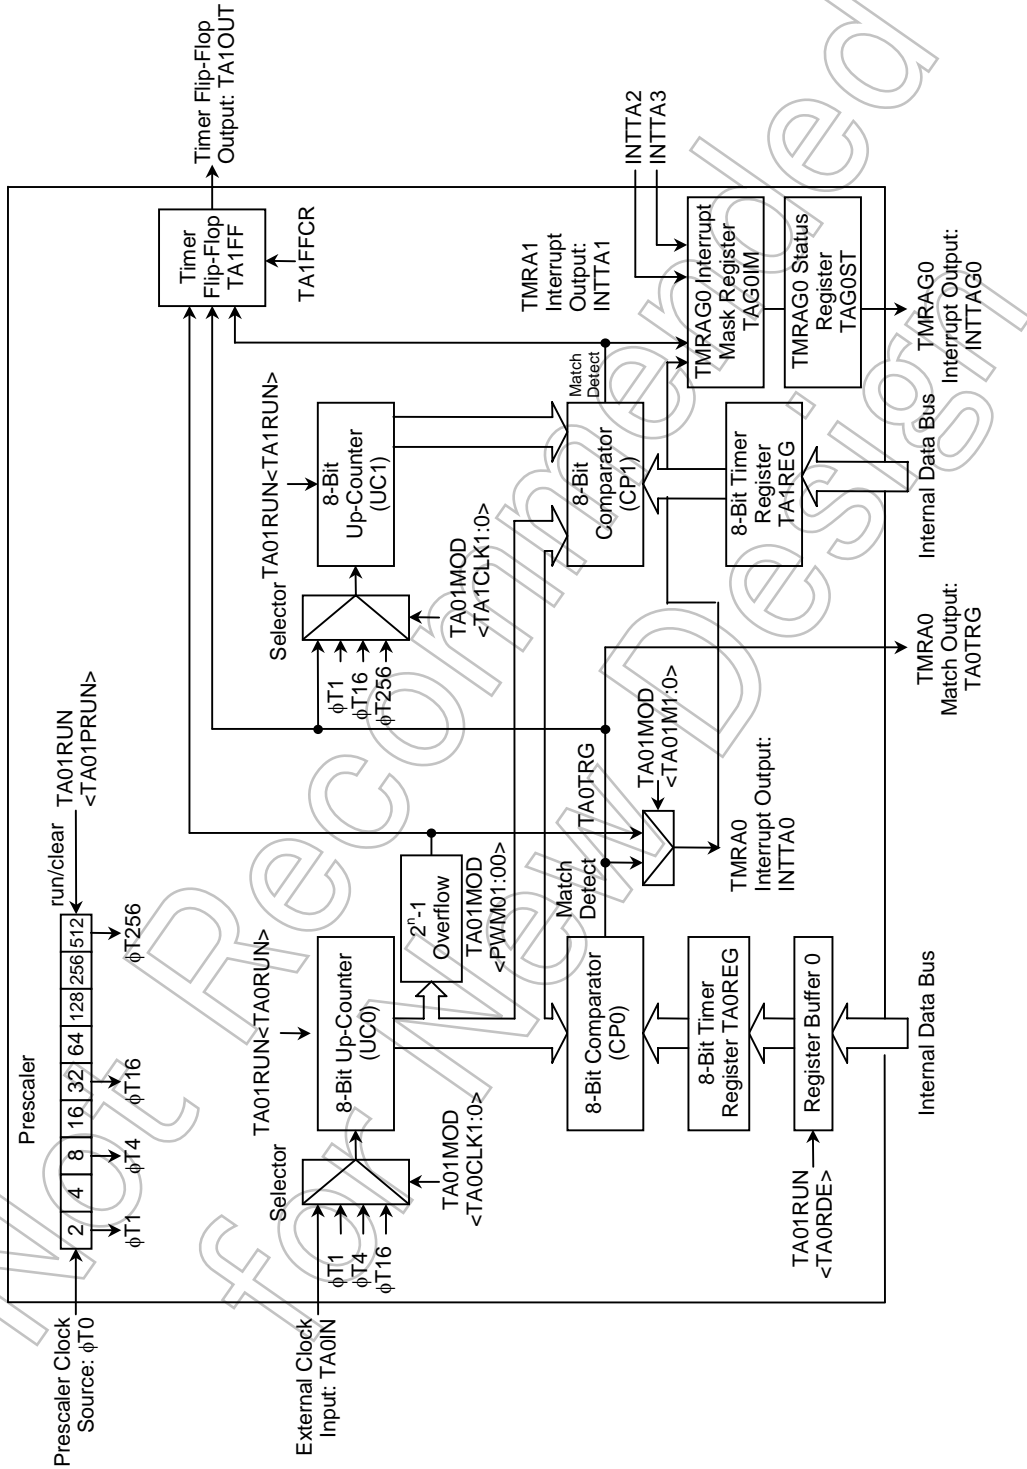 Prescaler Clock
Source: ϕT0
Prescaler
2
4
8
16
32
64
128
256
512
run/clear
TA01RUN
<TA01PRUN>
ϕT1
ϕT4
ϕT16
ϕT256
External Clock
Input: TA0IN
ϕT1
ϕT4
ϕT16
Selector
TA01MOD
<TA0CLK1:0>
TA01RUN<TA0RUN>
8-Bit Up-Counter
(UC0)
2ⁿ-1
Overflow
TA01MOD
<PWM01:00>
8-Bit Comparator
(CP0)
Match
Detect
TA0TRG
8-Bit Timer
Register TA0REG
Register Buffer 0
TA01RUN
<TA0RDE>
Internal Data Bus
TA01MOD
<TA01M1:0>
TMRA0
Interrupt Output:
INTTA0
TMRA0
Match Output:
TA0TRG
Selector
ϕT1
ϕT16
ϕT256
TA01MOD
<TA1CLK1:0>
TA01RUN<TA1RUN>
8-Bit
Up-Counter
(UC1)
8-Bit
Comparator
(CP1)
Match
Detect
8-Bit Timer
Register
TA1REG
Internal Data Bus
Timer
Flip-Flop
TA1FF
TA1FFCR
Timer Flip-Flop
Output: TA1OUT
TMRA1
Interrupt
Output:
INTTA1
INTTA2
INTTA3
TMRAG0 Interrupt
Mask Register
TAG0IM
TMRAG0 Status
Register
TAG0ST
TMRAG0
Interrupt Output:
INTTAG0
Not Recommended
for New Design